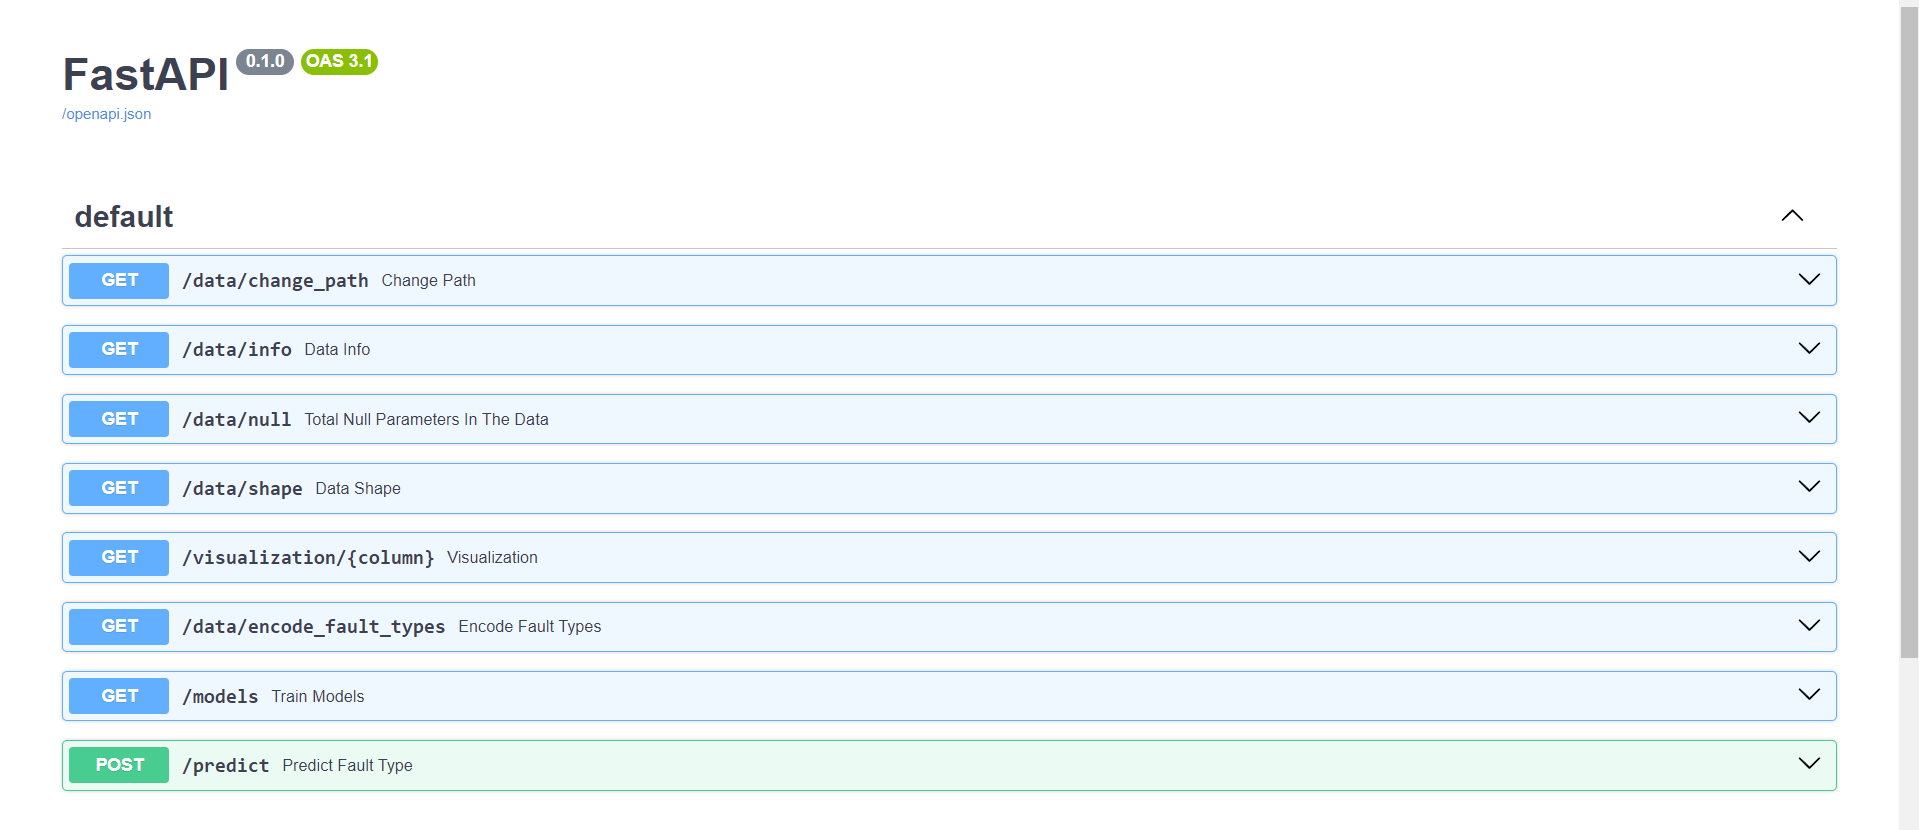 FastAPI 0.1.0 OAS 3.1
/openapi.json
default
GET /data/change_path Change Path
GET /data/info Data Info
GET /data/null Total Null Parameters In The Data
GET /data/shape Data Shape
GET /visualization/{column} Visualization
GET /data/encode_fault_types Encode Fault Types
GET /models Train Models
POST /predict Predict Fault Type